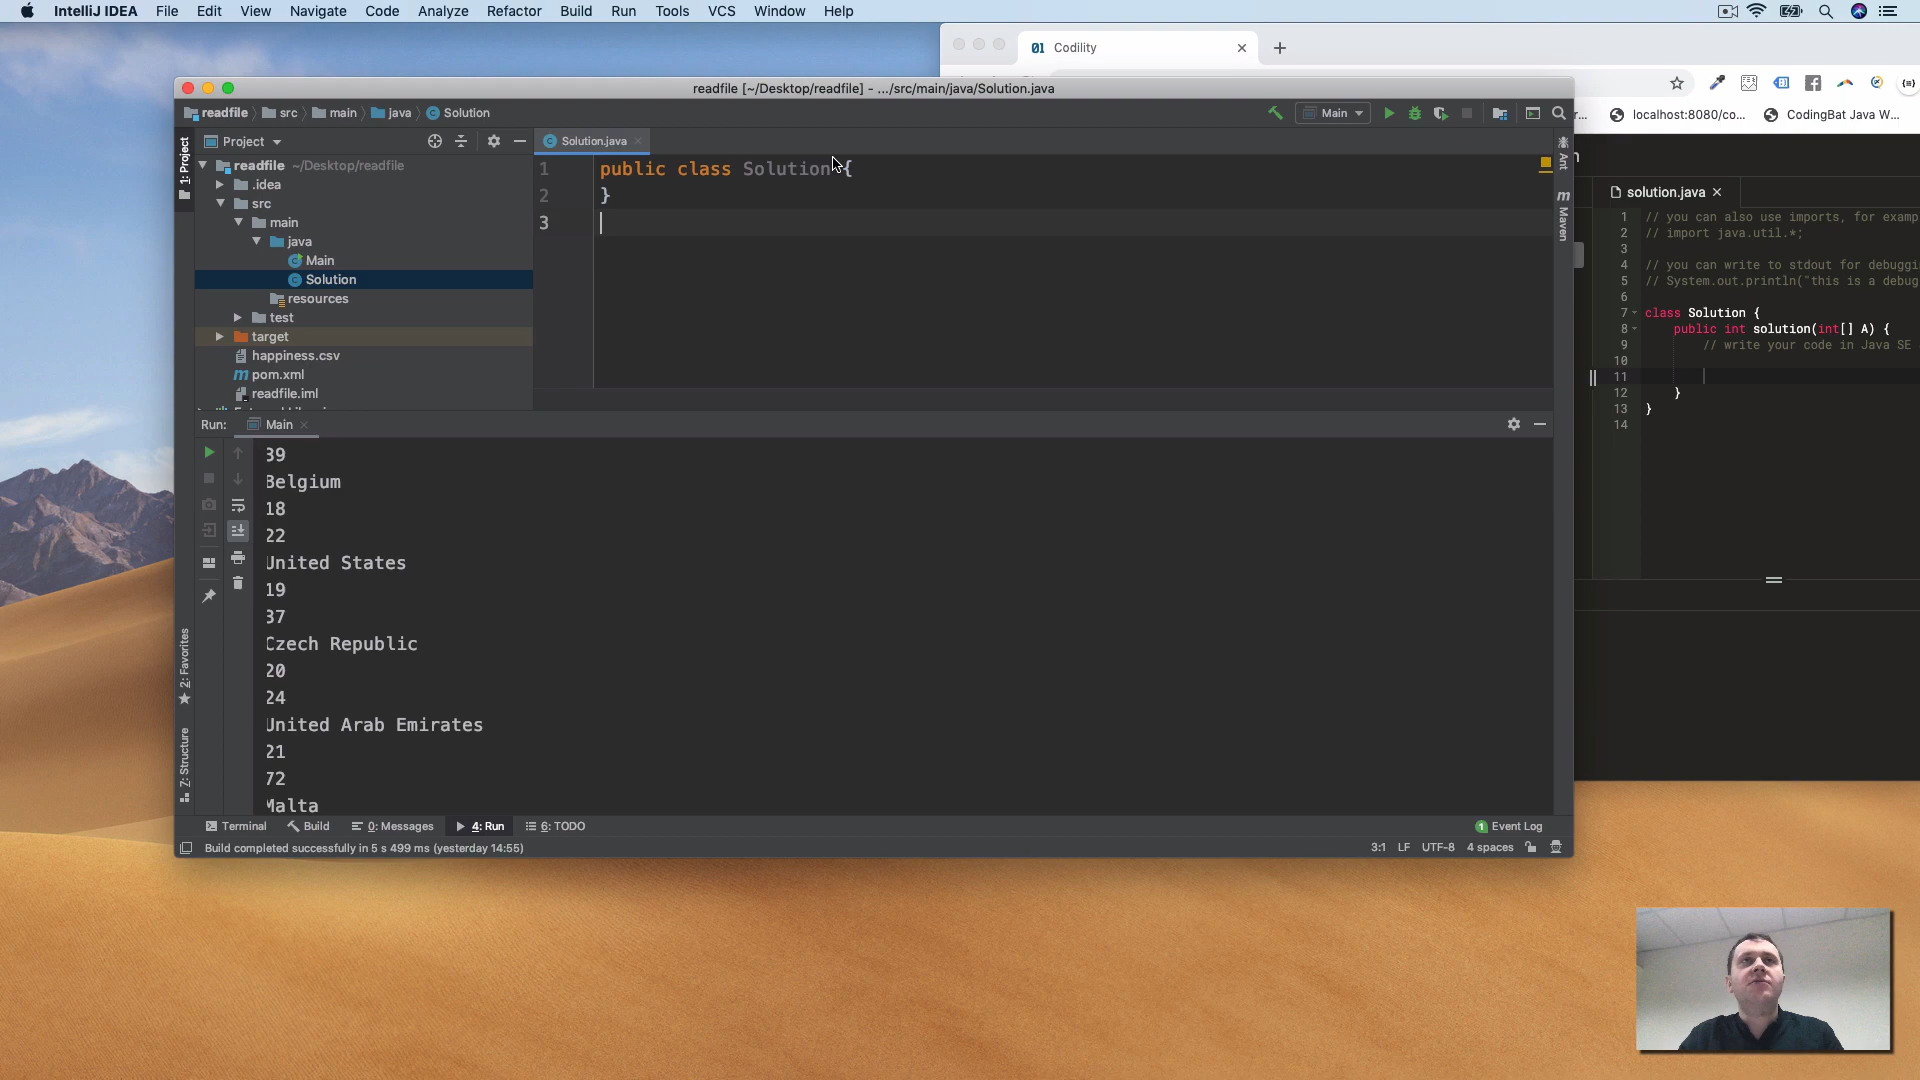 IntelliJ IDEA File Edit View Navigate Code Analyze Refactor Build Run Tools VCS Window Help
01 Codility
readfile [~/Desktop/readfile] - .../src/main/java/Solution.java
readfile src main java Solution
Main
localhost:8080/co... CodingBat Java W...
1: Project
Project
Solution.java
readfile ~/Desktop/readfile
.idea
src
main
java
Main
Solution
resources
test
target
happiness.csv
pom.xml
readfile.iml
1 public class Solution {
2 }
3
Ant
Maven
solution.java
1 // you can also use imports, for examp
2 // import java.util.*;
3
4 // you can write to stdout for debuggi
5 // System.out.println("this is a debug
6
7 class Solution {
8 public int solution(int[] A) {
9 // write your code in Java SE
10
11
12 }
13 }
14
Run: Main
39
Belgium
18
22
United States
19
37
Czech Republic
20
24
United Arab Emirates
21
72
Malta
2: Favorites
7: Structure
Terminal Build 0: Messages 4: Run 6: TODO
1 Event Log
Build completed successfully in 5 s 499 ms (yesterday 14:55)
3:1 LF UTF-8 4 spaces